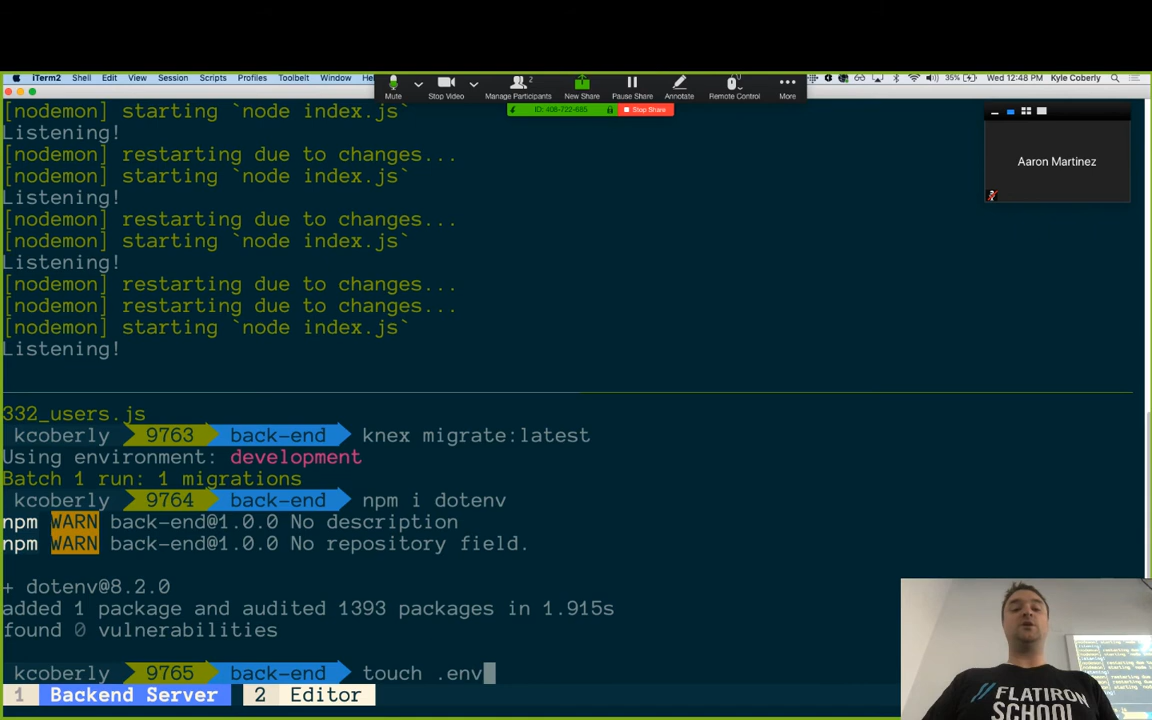 iTerm2 Shell Edit View Session Scripts Profiles Toolbelt Window
35% Wed 12:48 PM Kyle Coberly
Mute Stop Video Manage Participants 2 New Share Pause Share Annotate Remote Control More
ID: 408-722-665 Stop Share
Aaron Martinez
[nodemon] starting `node index.js`
Listening!
[nodemon] restarting due to changes...
[nodemon] starting `node index.js`
Listening!
[nodemon] restarting due to changes...
[nodemon] starting `node index.js`
Listening!
[nodemon] restarting due to changes...
[nodemon] restarting due to changes...
[nodemon] starting `node index.js`
Listening!
332_users.js
kcoberly 9763 back-end knex migrate:latest
Using environment: development
Batch 1 run: 1 migrations
kcoberly 9764 back-end npm i dotenv
npm WARN back-end@1.0.0 No description
npm WARN back-end@1.0.0 No repository field.
+ dotenv@8.2.0
added 1 package and audited 1393 packages in 1.915s
found 0 vulnerabilities
kcoberly 9765 back-end touch .env
1 Backend Server 2 Editor
FLATIRON
SCHOOL